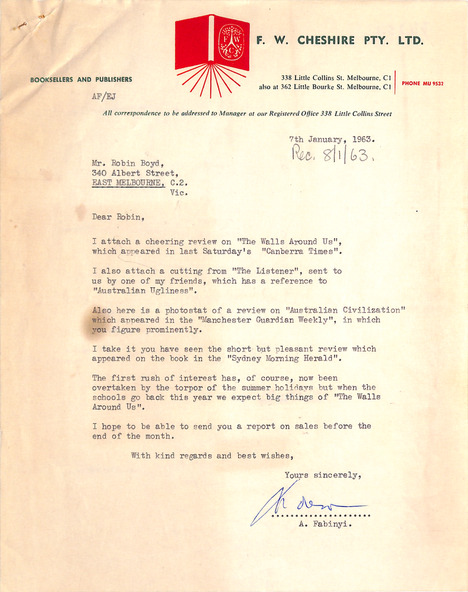 F. W. CHESHIRE PTY. LTD.
F W
C
BOOKSELLERS AND PUBLISHERS
338 Little Collins St. Melbourne, C1
also at 362 Little Bourke St. Melbourne, C1
PHONE MU 9532
AF/EJ
All correspondence to be addressed to Manager at our Registered Office 338 Little Collins Street
7th January, 1963.
Rec. 8/1/63.
Mr. Robin Boyd,
340 Albert Street,
EAST MELBOURNE, C.2.
Vic.
Dear Robin,
I attach a cheering review on "The Walls Around Us",
which appeared in last Saturday's "Canberra Times".
I also attach a cutting from "The Listener", sent to
us by one of my friends, which has a reference to
"Australian Ugliness".
Also here is a photostat of a review on "Australian Civilization"
which appeared in the "Manchester Guardian Weekly", in which
you figure prominently.
I take it you have seen the short but pleasant review which
appeared on the book in the "Sydney Morning Herald".
The first rush of interest has, of course, now been
overtaken by the torpor of the summer holidays but when the
schools go back this year we expect big things of "The Walls
Around Us".
I hope to be able to send you a report on sales before the
end of the month.
With kind regards and best wishes,
Yours sincerely,
A. Fabinyi.